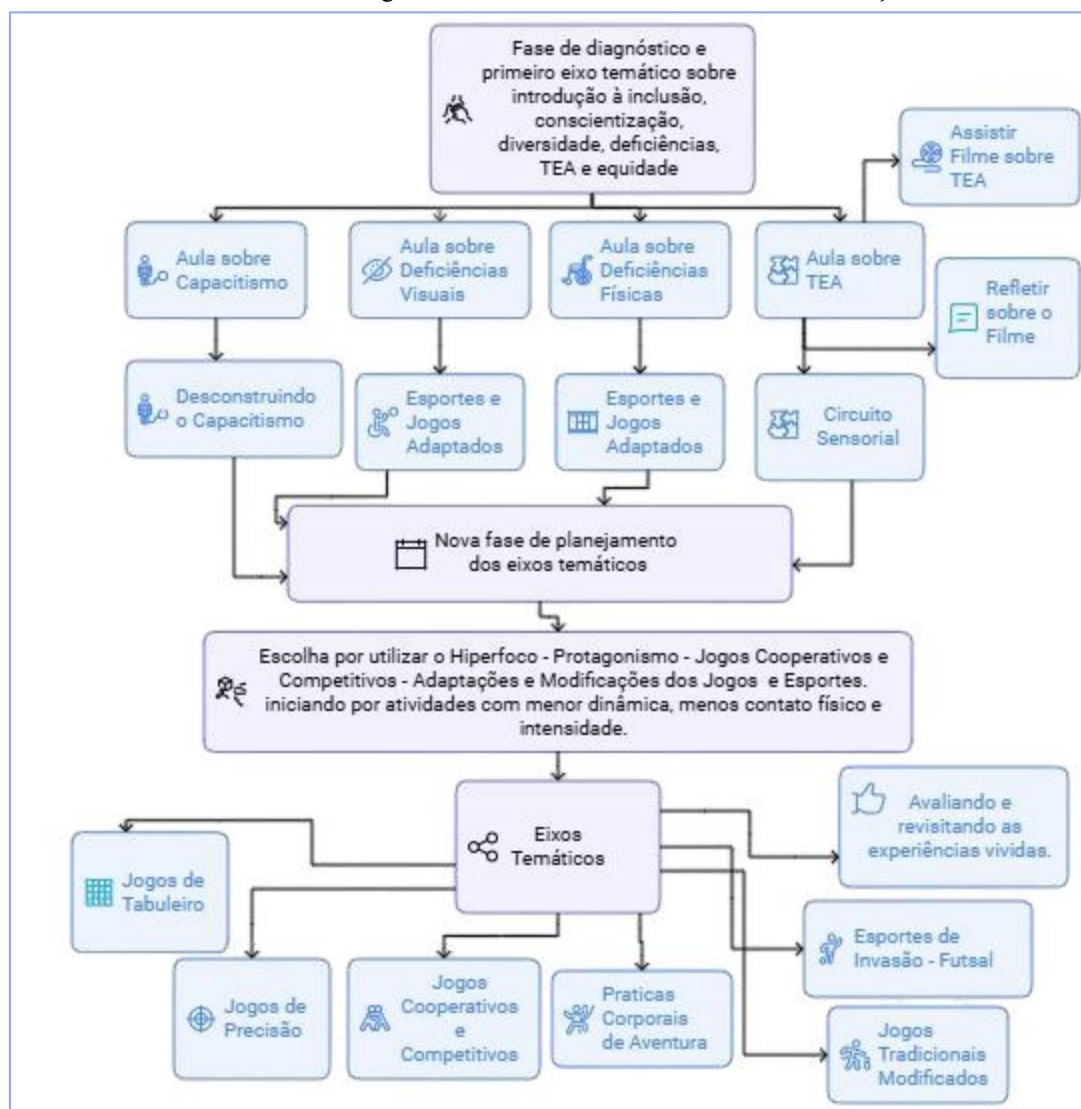 Fase de diagnóstico e
primeiro eixo temático sobre
introdução à inclusão,
conscientização,
diversidade, deficiências,
TEA e equidade
Assistir
Filme sobre
TEA
Aula sobre
Capacitismo
Aula sobre
Deficiências
Visuais
Aula sobre
Deficiências
Físicas
Aula sobre
TEA
Refletir
sobre o
Filme
Desconstruindo
o Capacitismo
Esportes e
Jogos
Adaptados
Esportes e
Jogos
Adaptados
Circuito
Sensorial
Nova fase de planejamento
dos eixos temáticos
Escolha por utilizar o Hiperfoco - Protagonismo - Jogos Cooperativos e
Competitivos - Adaptações e Modificações dos Jogos e Esportes.
iniciando por atividades com menor dinâmica, menos contato físico e
intensidade.
Eixos
Temáticos
Avaliando e
revisitando as
experiências vividas.
Jogos de
Tabuleiro
Esportes de
Invasão - Futsal
Jogos de
Precisão
Jogos
Cooperativos
e
Competitivos
Praticas
Corporais
de Aventura
Jogos
Tradicionais
Modificados